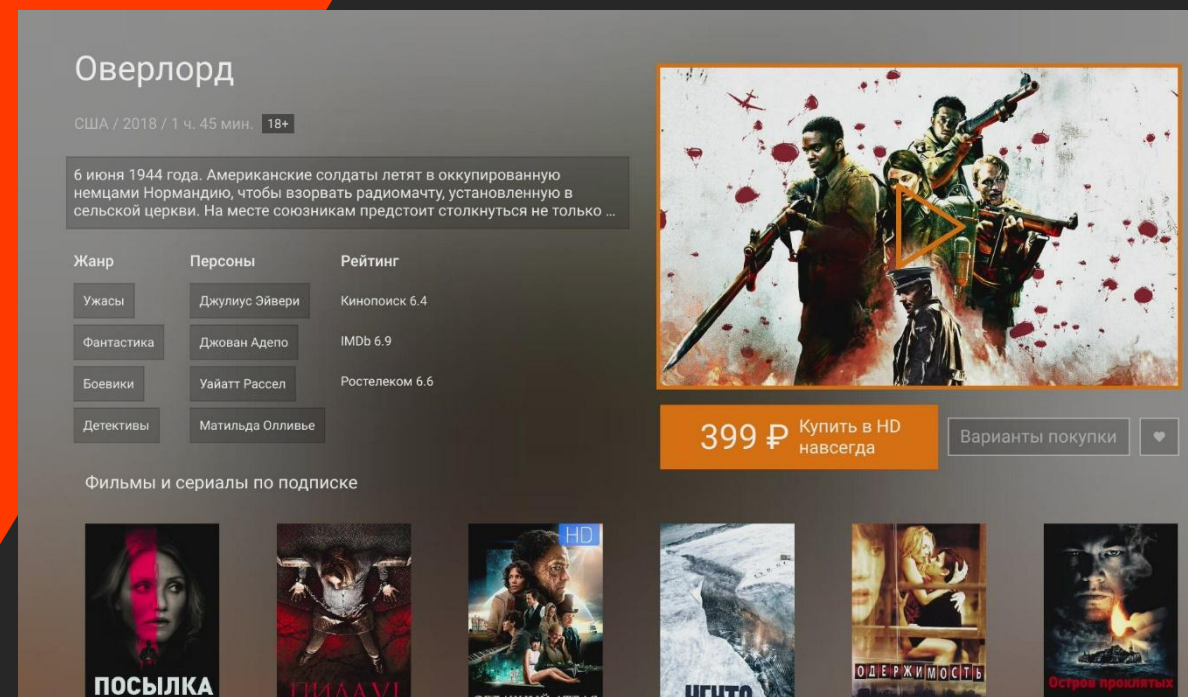 Оверлорд
США / 2018 / 1 ч. 45 мин. 18+
6 июня 1944 года. Американские солдаты летят в оккупированную
немцами Нормандию, чтобы взорвать радиомачту, установленную в
сельской церкви. На месте союзникам предстоит столкнуться не только ...
Жанр
Ужасы
Фантастика
Боевики
Детективы
Персоны
Джулиус Эйвери
Джован Адепо
Уайатт Рассел
Матильда Олливье
Рейтинг
Кинопоиск 6.4
IMDb 6.9
Ростелеком 6.6
399 ₽ Купить в HD
навсегда
Варианты покупки
Фильмы и сериалы по подписке
ПОСЫЛКА
HD
ОДЕРЖИМОСТЬ
Остров проклятых